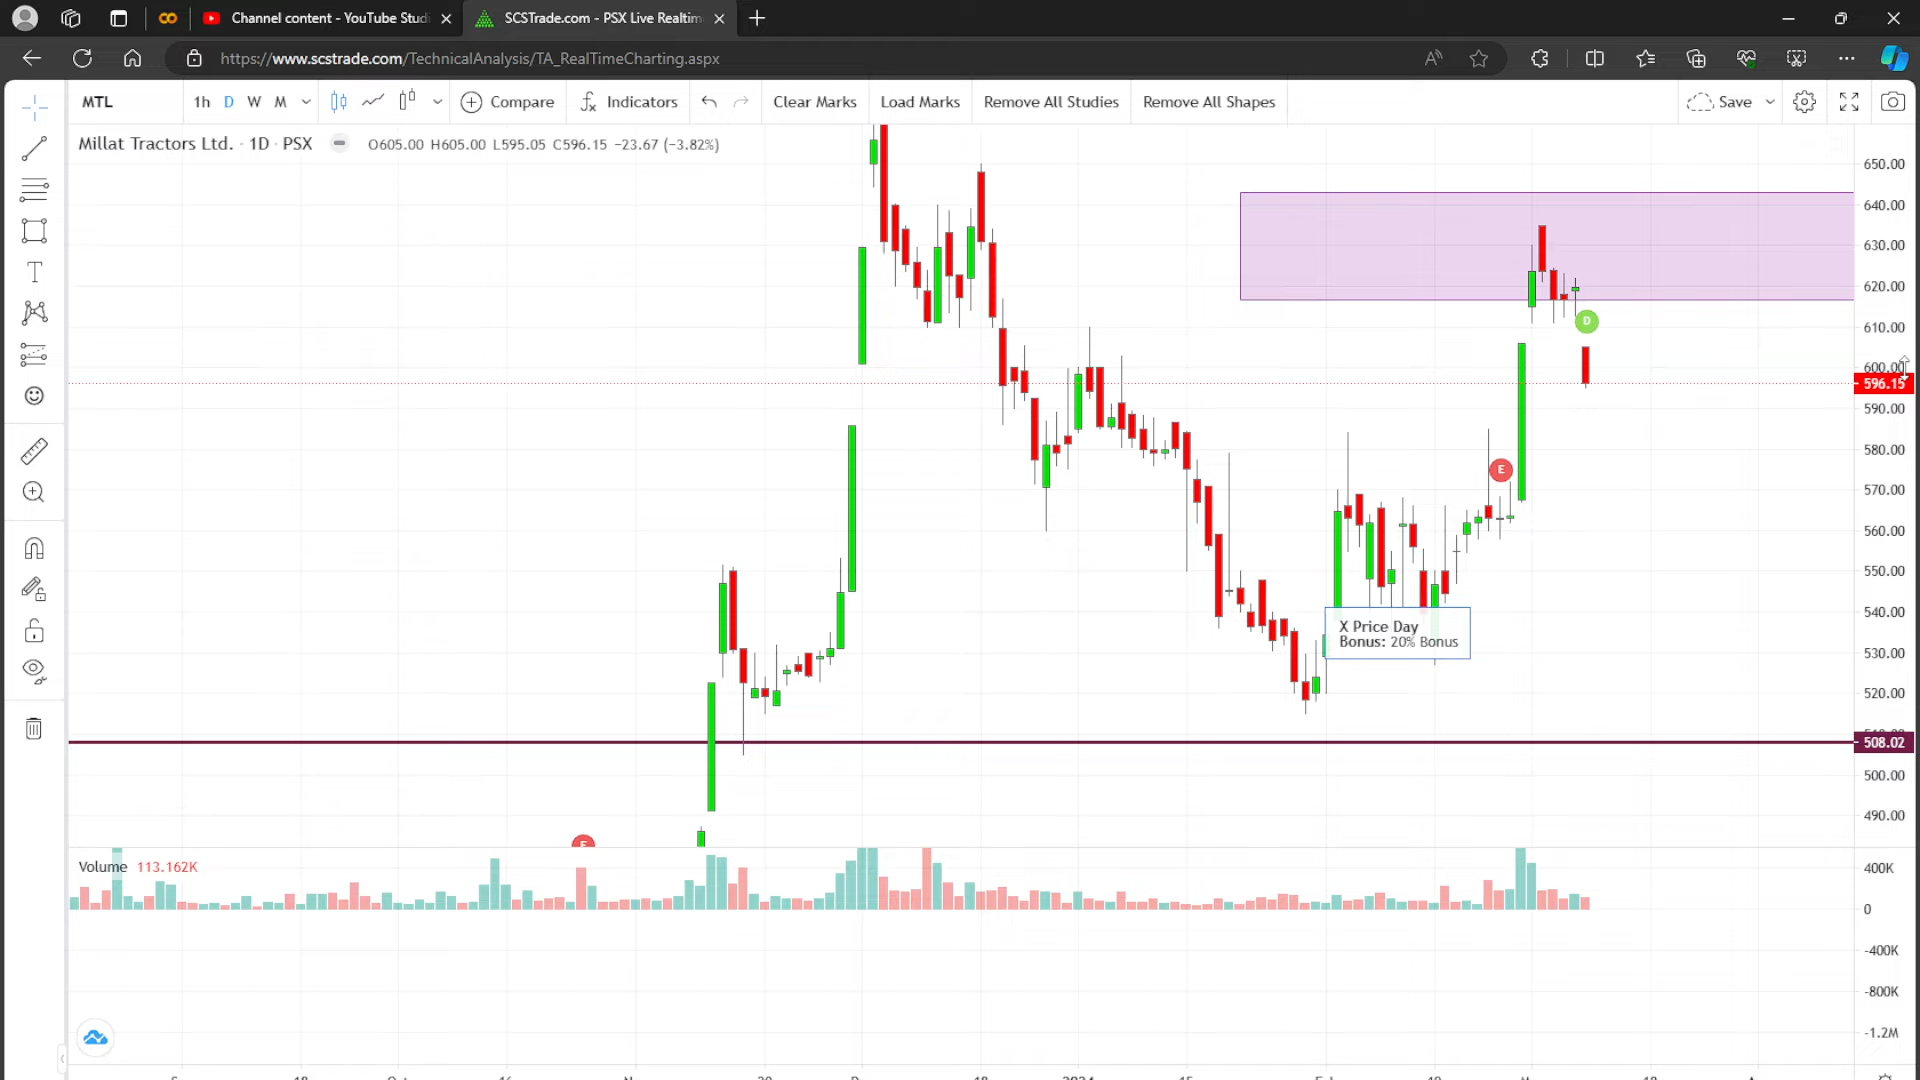 Channel content - YouTube Studi
SCSTrade.com - PSX Live Realtim
https://www.scstrade.com/TechnicalAnalysis/TA_RealTimeCharting.aspx
MTL
1h D W M
Compare
Indicators
Clear Marks
Load Marks
Remove All Studies
Remove All Shapes
Save
Millat Tractors Ltd. · 1D · PSX
O605.00 H605.00 L595.05 C596.15 −23.67 (−3.82%)
650.00
640.00
630.00
620.00
610.00
D
600.00
596.15
590.00
580.00
E
570.00
560.00
550.00
540.00
X Price Day
Bonus: 20% Bonus
530.00
520.00
508.02
500.00
490.00
Volume 113.162K
400K
0
-400K
-800K
-1.2M
2024